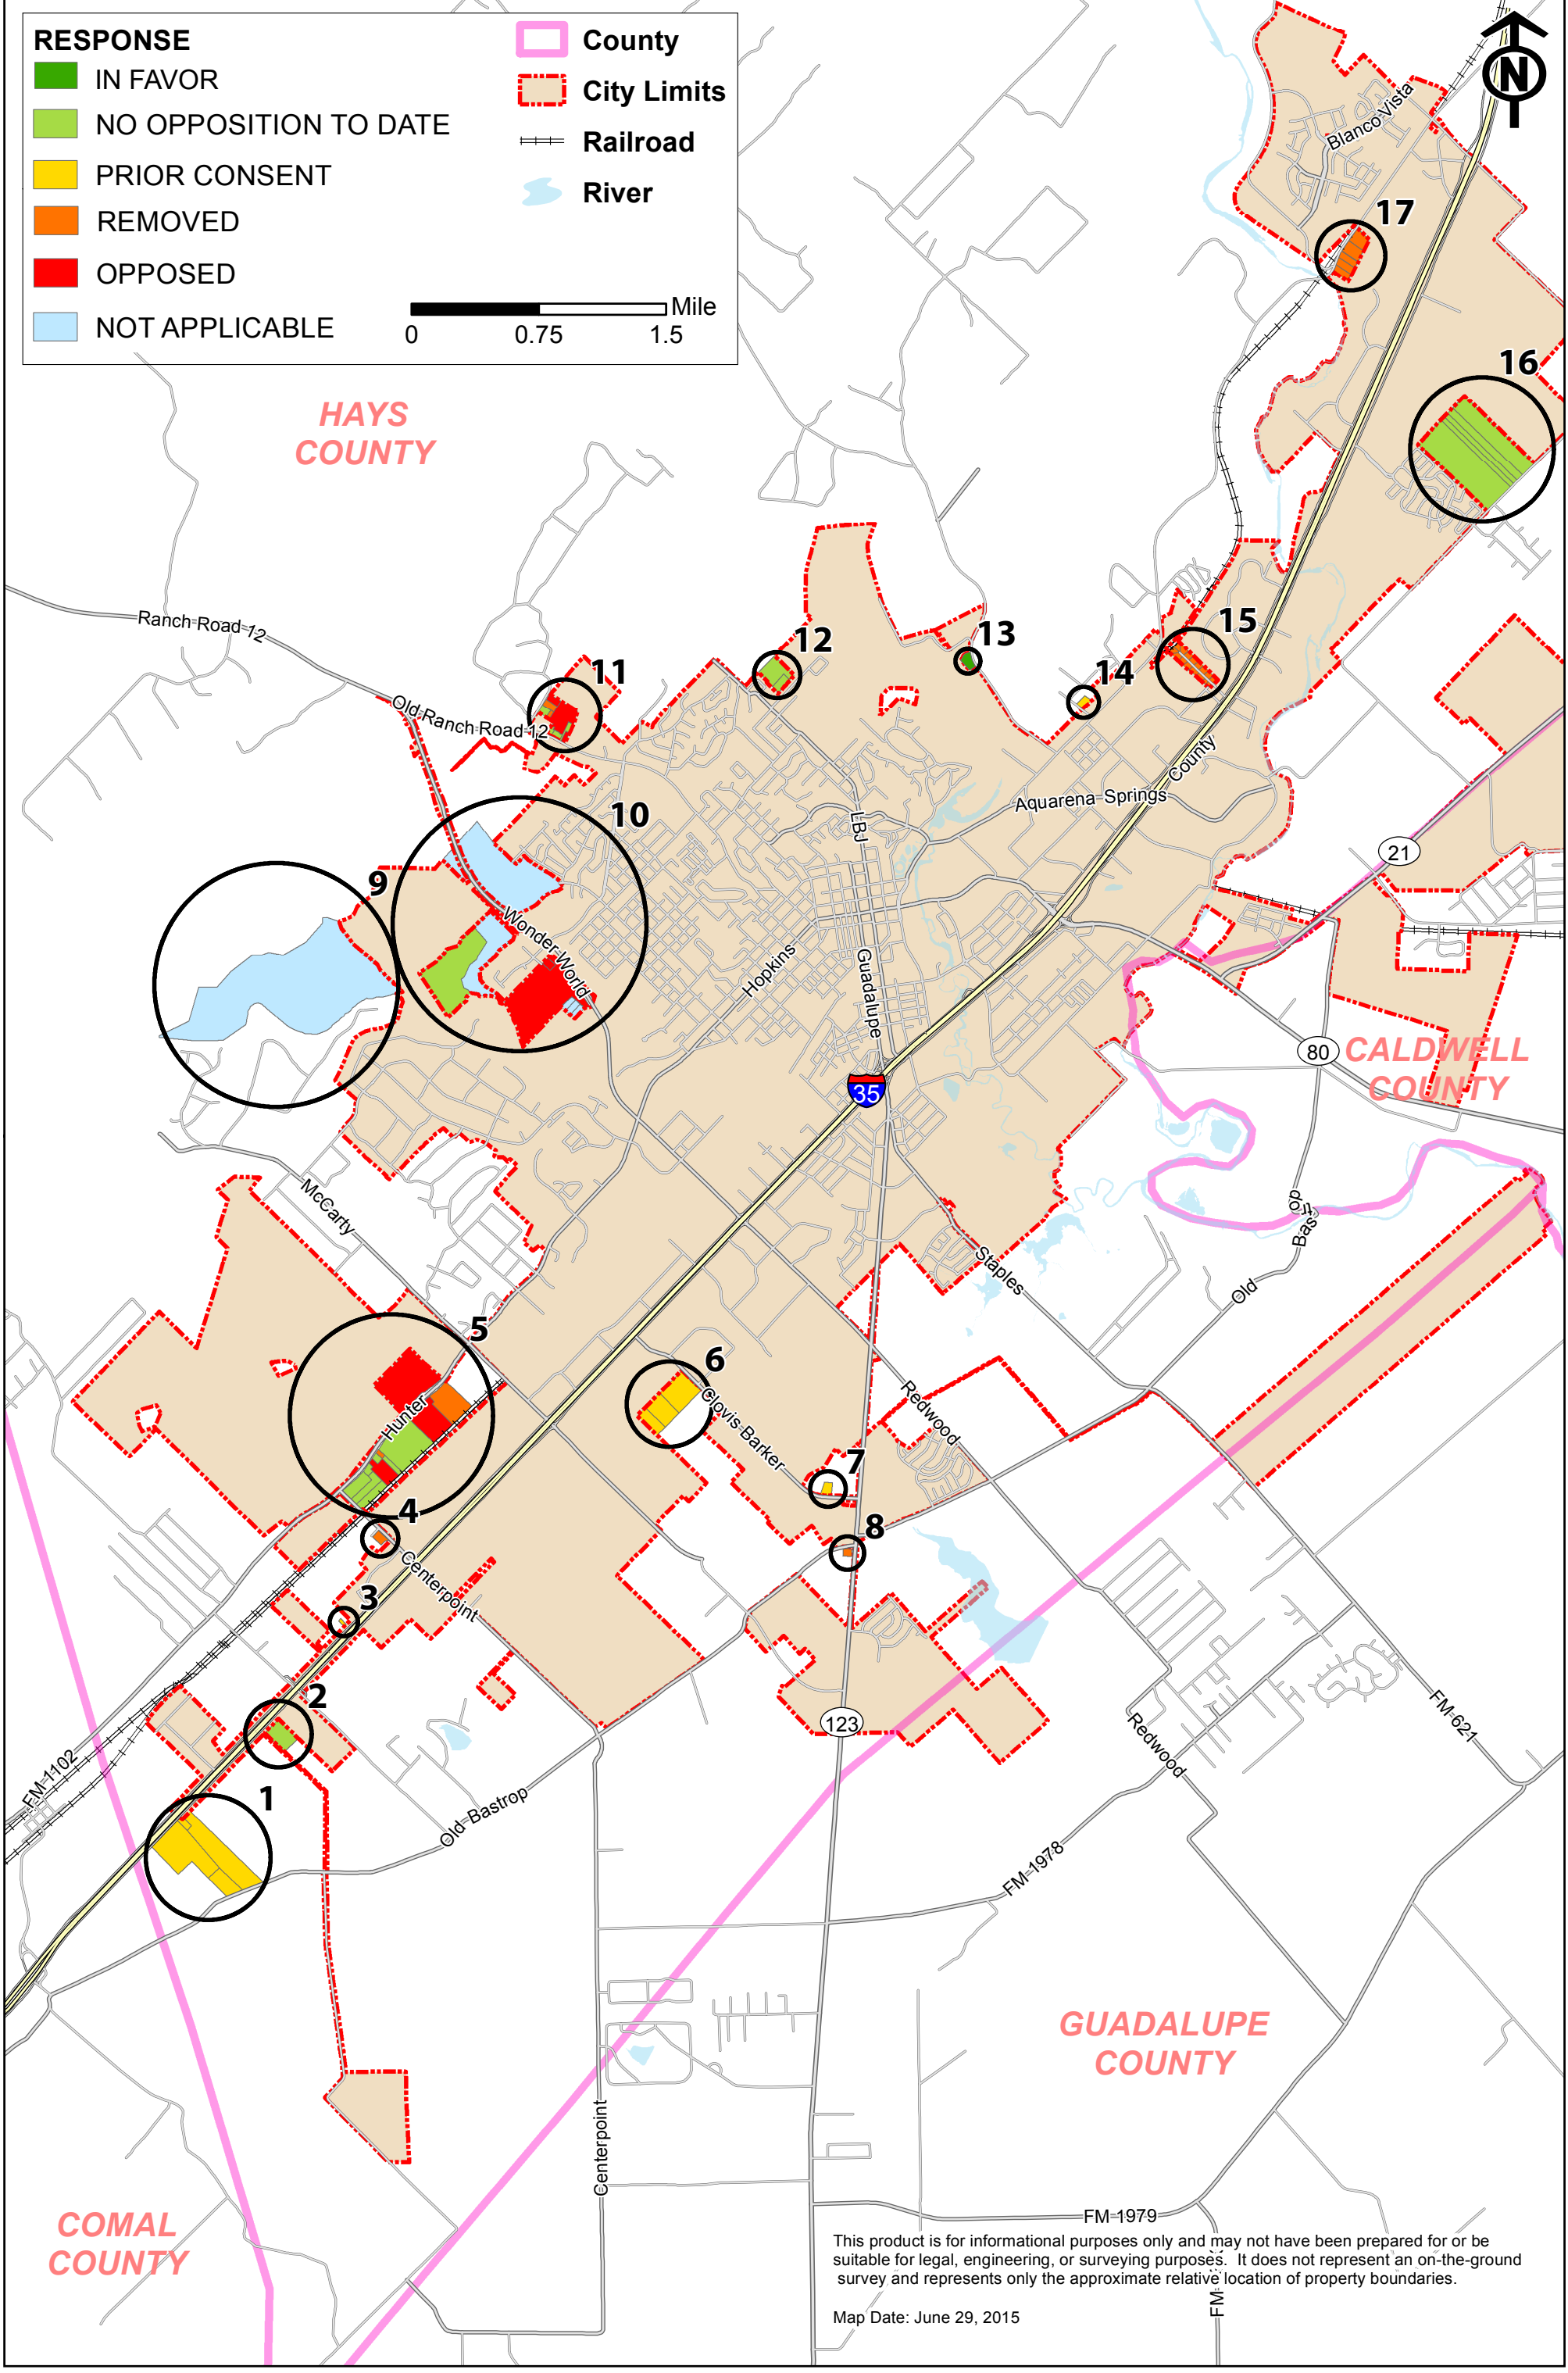 RESPONSE
IN FAVOR
NO OPPOSITION TO DATE
PRIOR CONSENT
REMOVED
OPPOSED
NOT APPLICABLE
County
City Limits
Railroad
River
Mile
0
0.75
1.5
N
Blanco Vista
17
16
HAYS
COUNTY
Ranch Road 12
Old Ranch Road 12
11
12
13
14
15
County
Aquarena Springs
LBJ
21
10
9
Wonder World
Hopkins
Guadalupe
35
80
CALDWELL
COUNTY
McCarty
Old
Bastrop
Staples
5
Hunter
6
Clovis Barker
Redwood
7
8
4
Centerpoint
3
2
1
FM 1102
Old Bastrop
123
Redwood
FM 621
FM 1978
GUADALUPE
COUNTY
Centerpoint
COMAL
COUNTY
FM 1979
FM
This product is for informational purposes only and may not have been prepared for or be
suitable for legal, engineering, or surveying purposes. It does not represent an on-the-ground
survey and represents only the approximate relative location of property boundaries.
Map Date: June 29, 2015